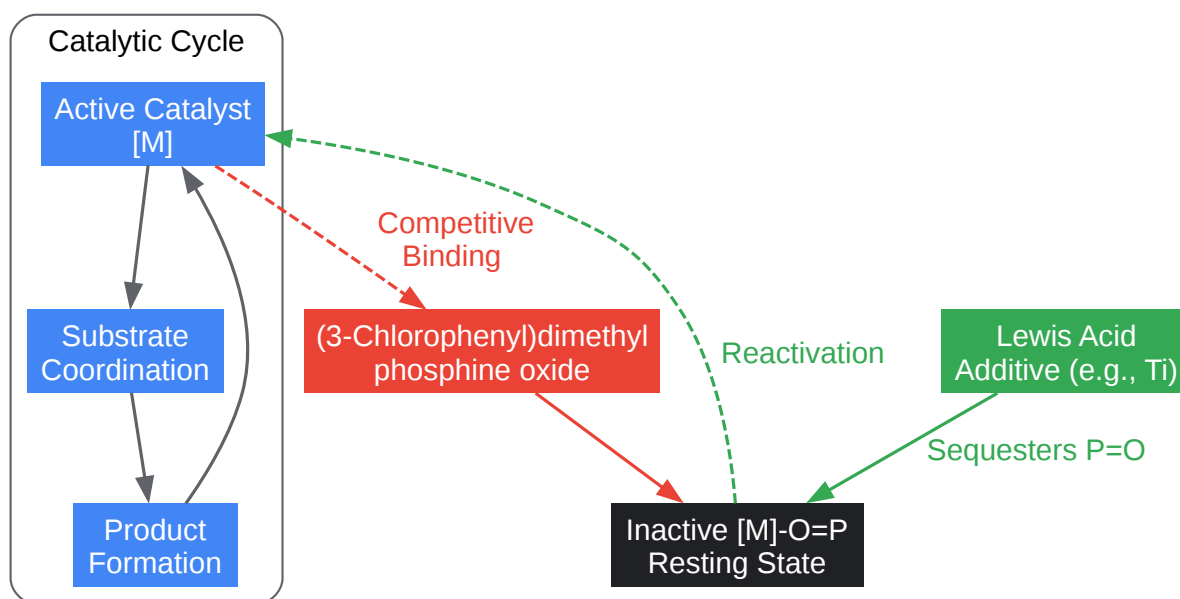 Catalytic Cycle
Active Catalyst
[M]
Competitive
Binding
Substrate
Coordination
(3-Chlorophenyl)dimethyl
phosphine oxide
Reactivation
Lewis Acid
Additive (e.g., Ti)
Sequesters P=O
Product
Formation
Inactive [M]-O=P
Resting State